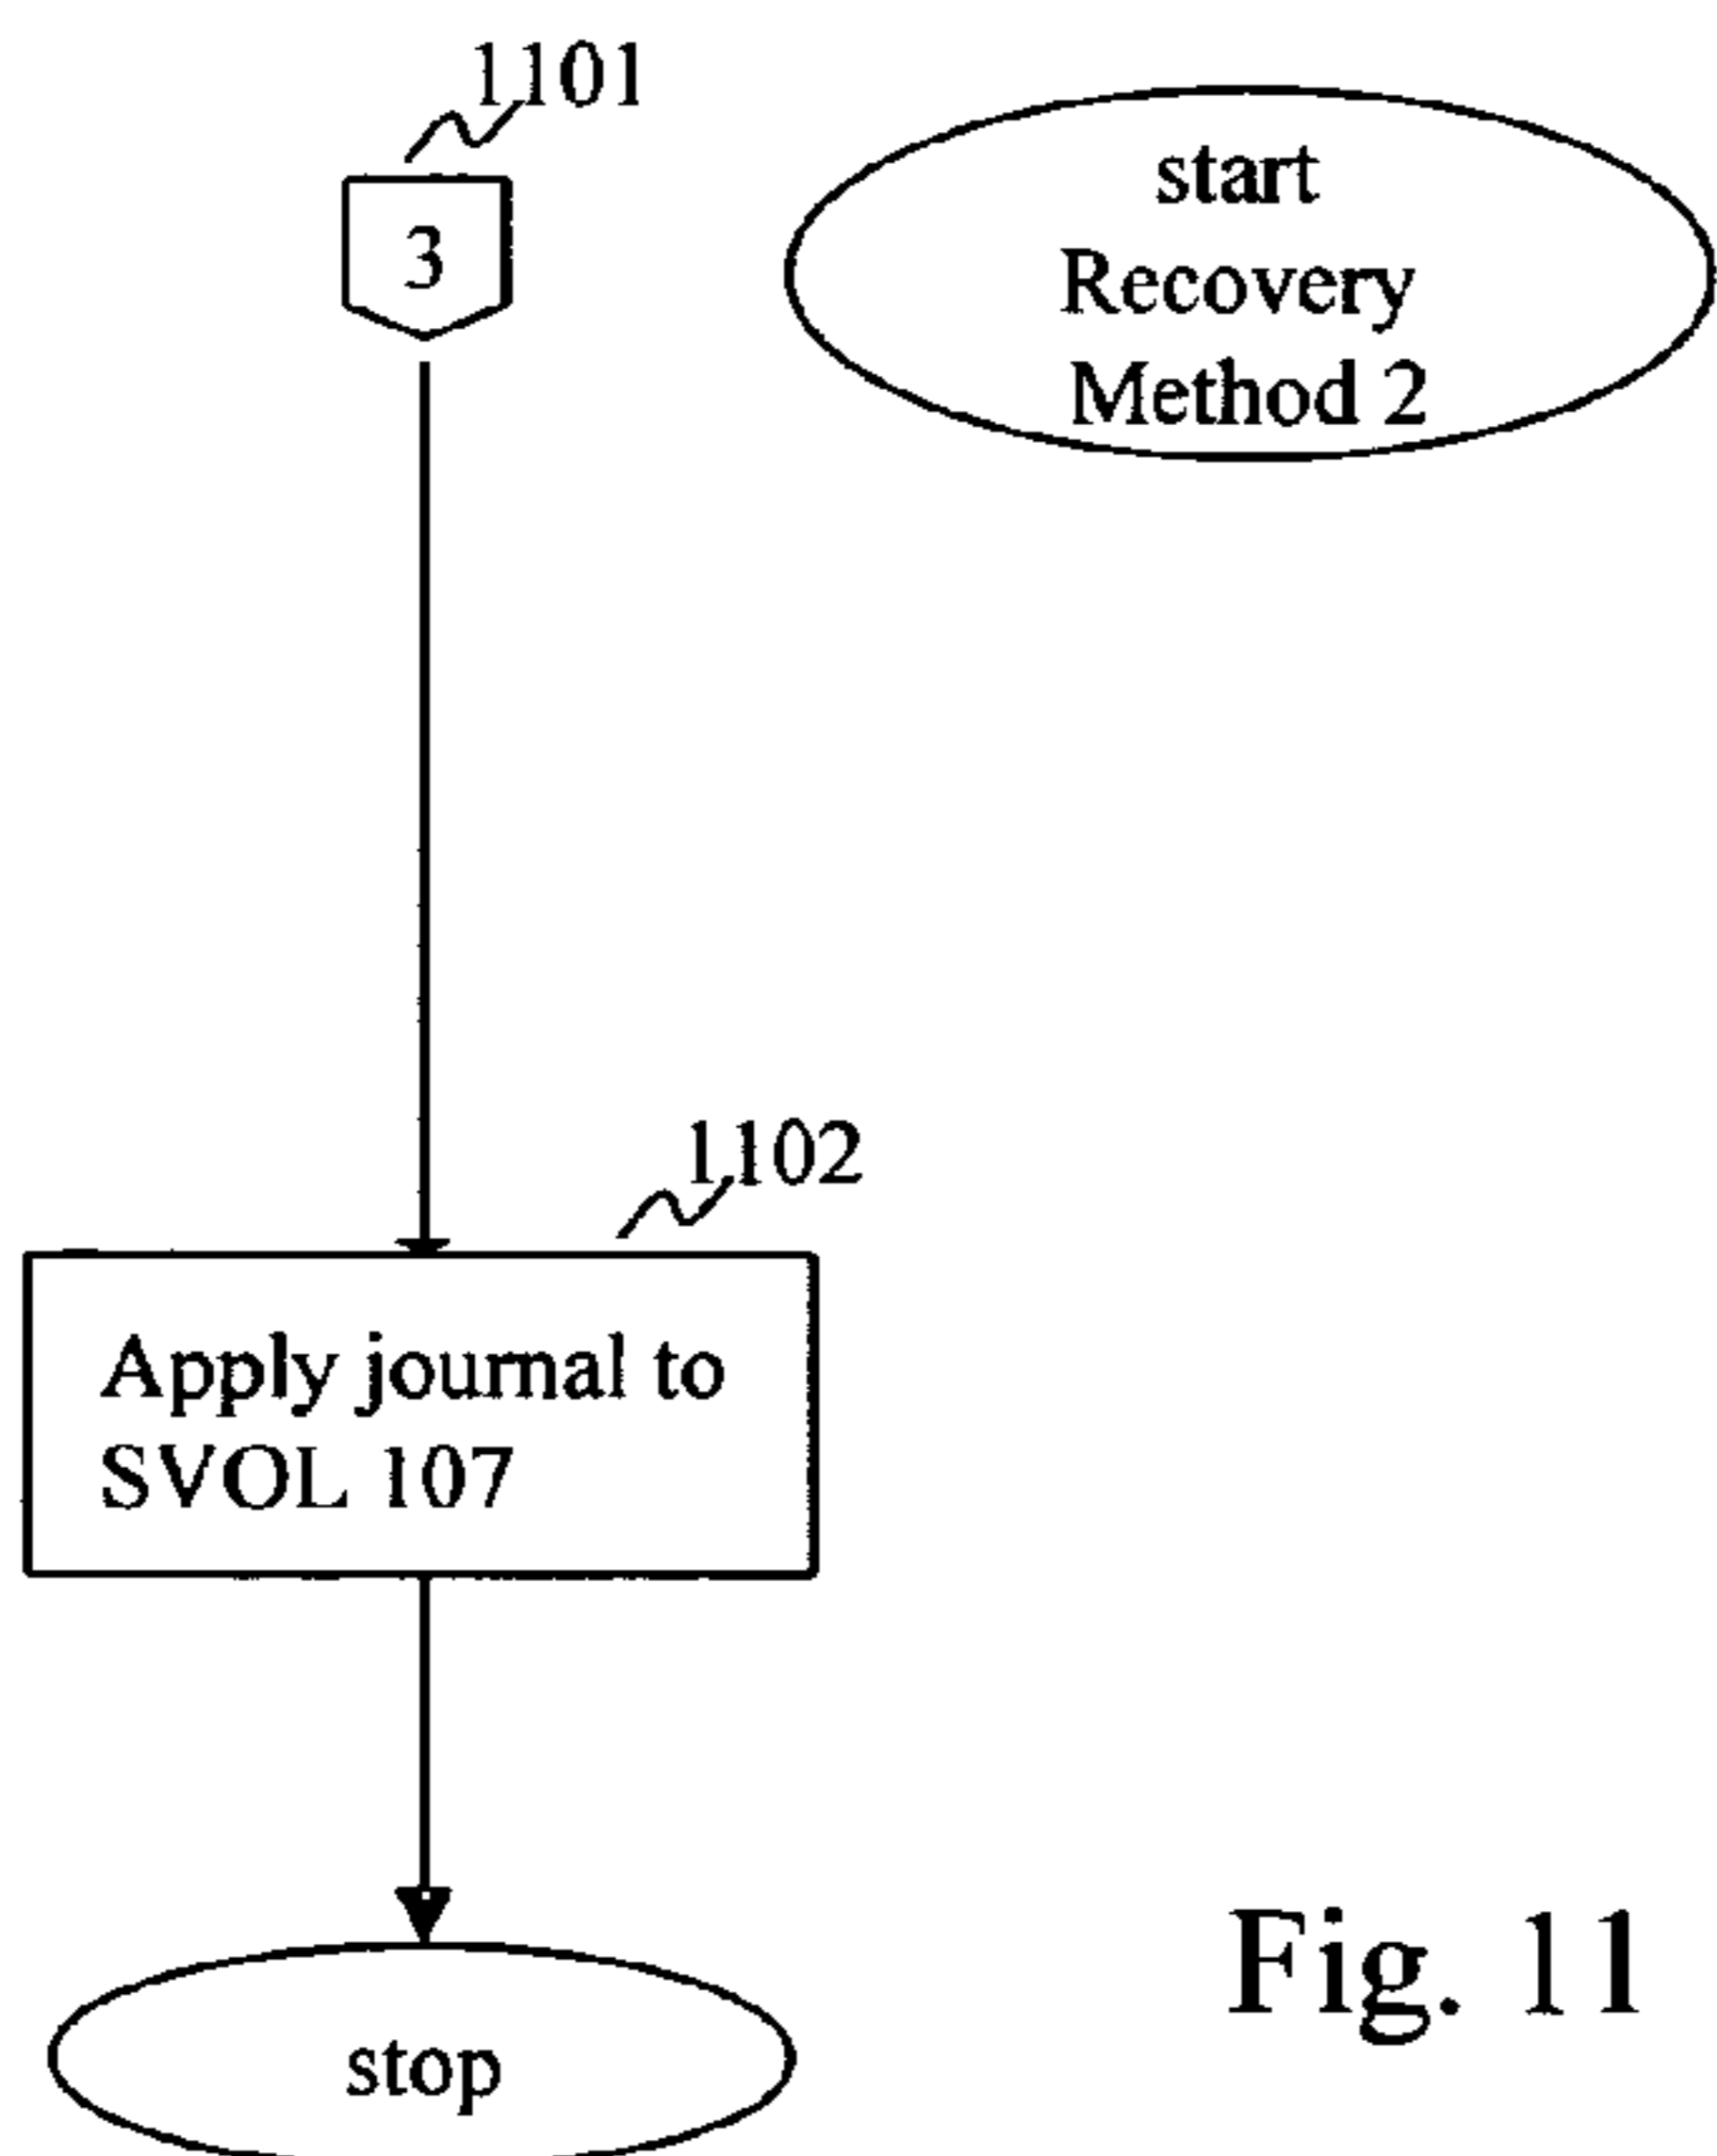 1101
3
start
Recovery
Method 2
1102
Apply journal to
SVOL 107
stop
Fig. 11